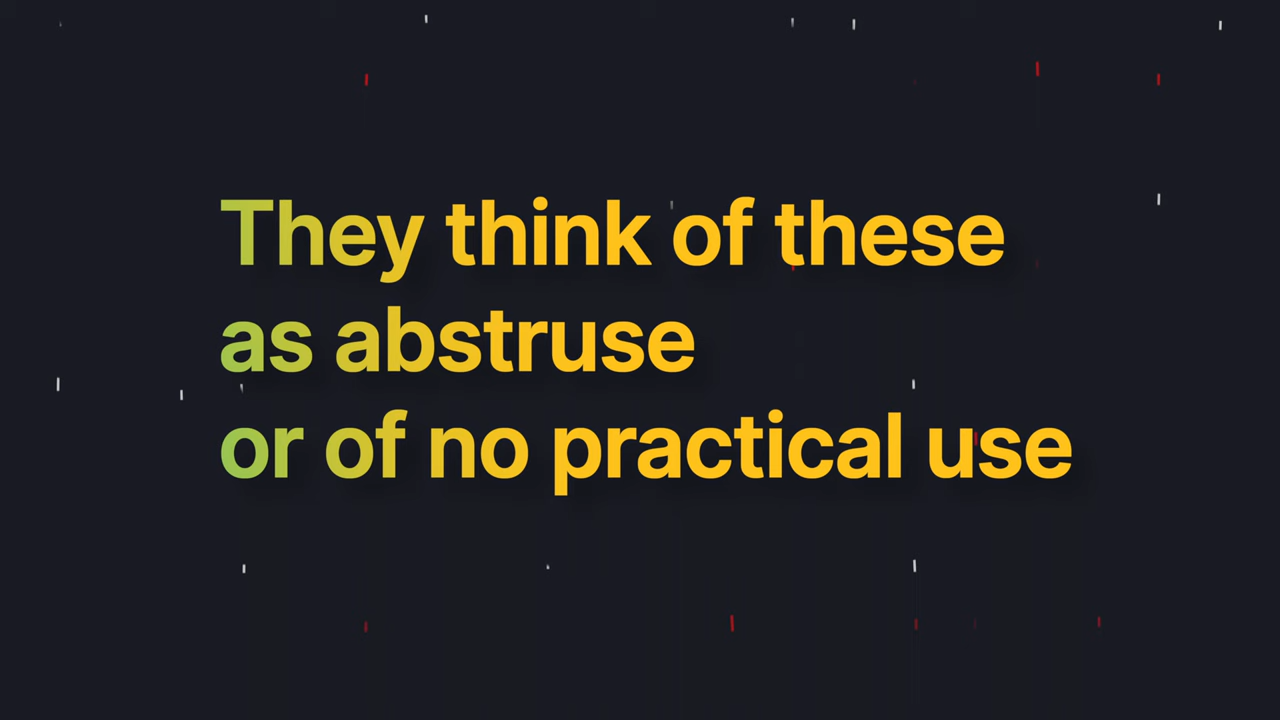 They think of these
as abstruse
or of no practical use